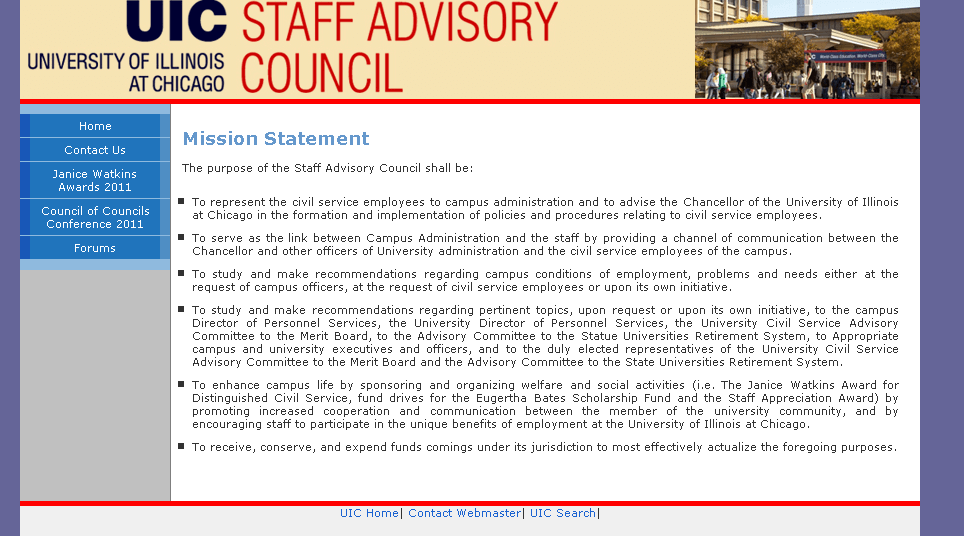 UIC STAFF ADVISORY
UNIVERSITY OF ILLINOIS
AT CHICAGO COUNCIL
World Class Education, World Class City
Home
Contact Us
Janice Watkins
Awards 2011
Council of Councils
Conference 2011
Forums
Mission Statement
The purpose of the Staff Advisory Council shall be:
To represent the civil service employees to campus administration and to advise the Chancellor of the University of Illinois
at Chicago in the formation and implementation of policies and procedures relating to civil service employees.
To serve as the link between Campus Administration and the staff by providing a channel of communication between the
Chancellor and other officers of University administration and the civil service employees of the campus.
To study and make recommendations regarding campus conditions of employment, problems and needs either at the
request of campus officers, at the request of civil service employees or upon its own initiative.
To study and make recommendations regarding pertinent topics, upon request or upon its own initiative, to the campus
Director of Personnel Services, the University Director of Personnel Services, the University Civil Service Advisory
Committee to the Merit Board, to the Advisory Committee to the Statue Universities Retirement System, to Appropriate
campus and university executives and officers, and to the duly elected representatives of the University Civil Service
Advisory Committee to the Merit Board and the Advisory Committee to the State Universities Retirement System.
To enhance campus life by sponsoring and organizing welfare and social activities (i.e. The Janice Watkins Award for
Distinguished Civil Service, fund drives for the Eugertha Bates Scholarship Fund and the Staff Appreciation Award) by
promoting increased cooperation and communication between the member of the university community, and by
encouraging staff to participate in the unique benefits of employment at the University of Illinois at Chicago.
To receive, conserve, and expend funds comings under its jurisdiction to most effectively actualize the foregoing purposes.
UIC Home| Contact Webmaster| UIC Search|